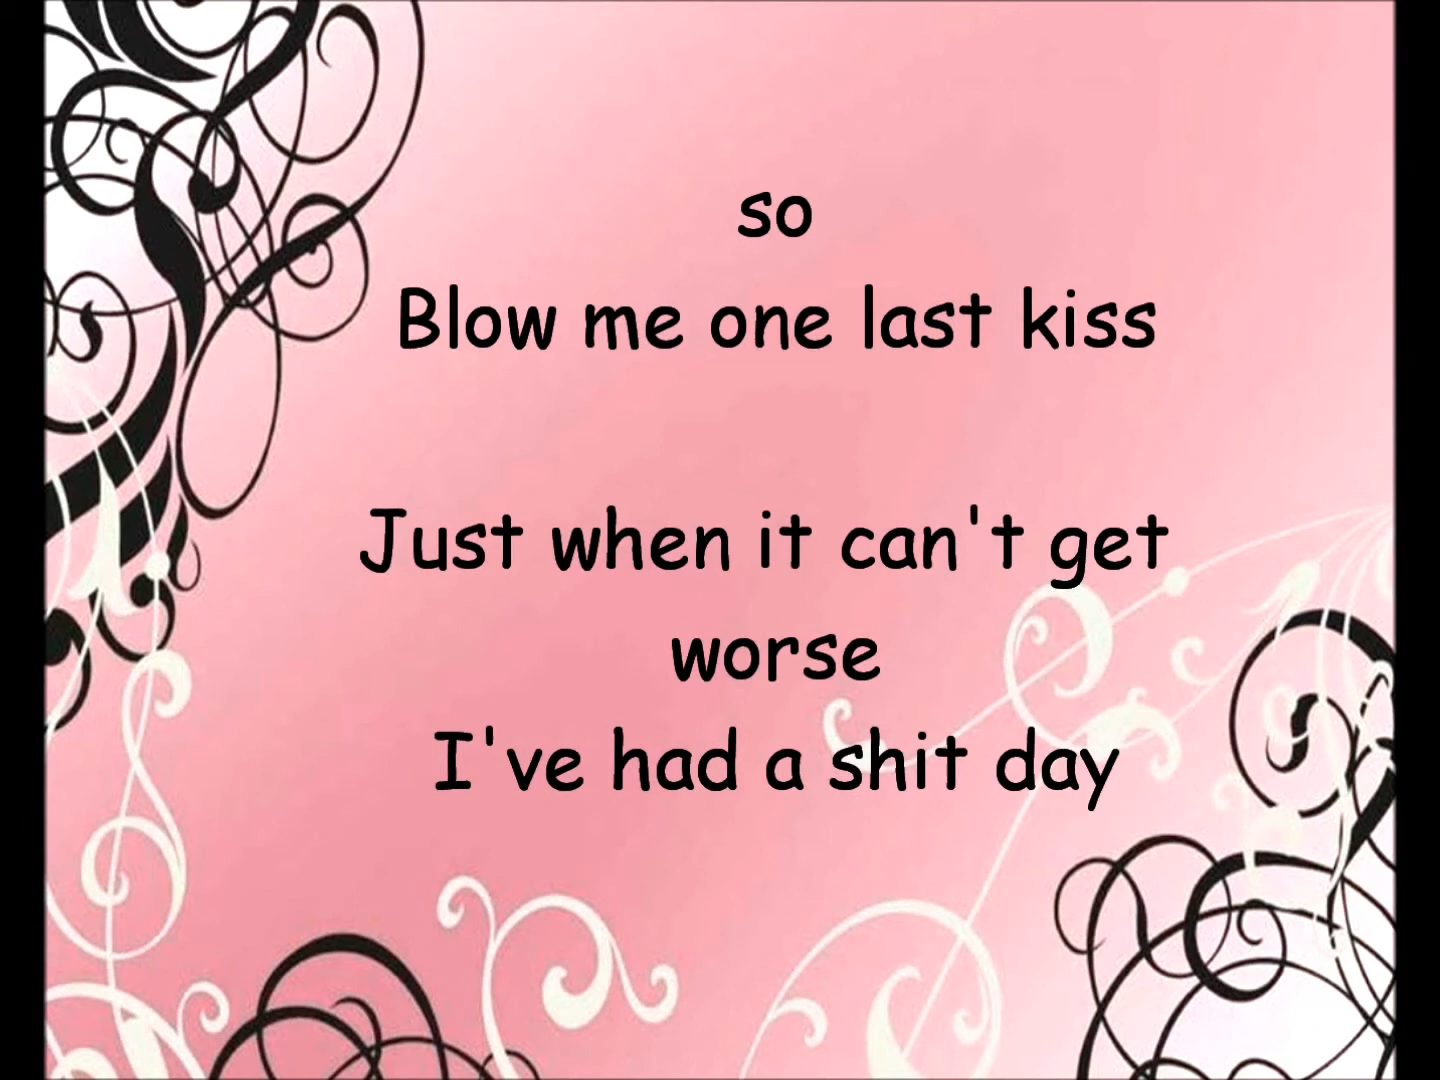 so
Blow me one last kiss
Just when it can't get
worse
I've had a shit day